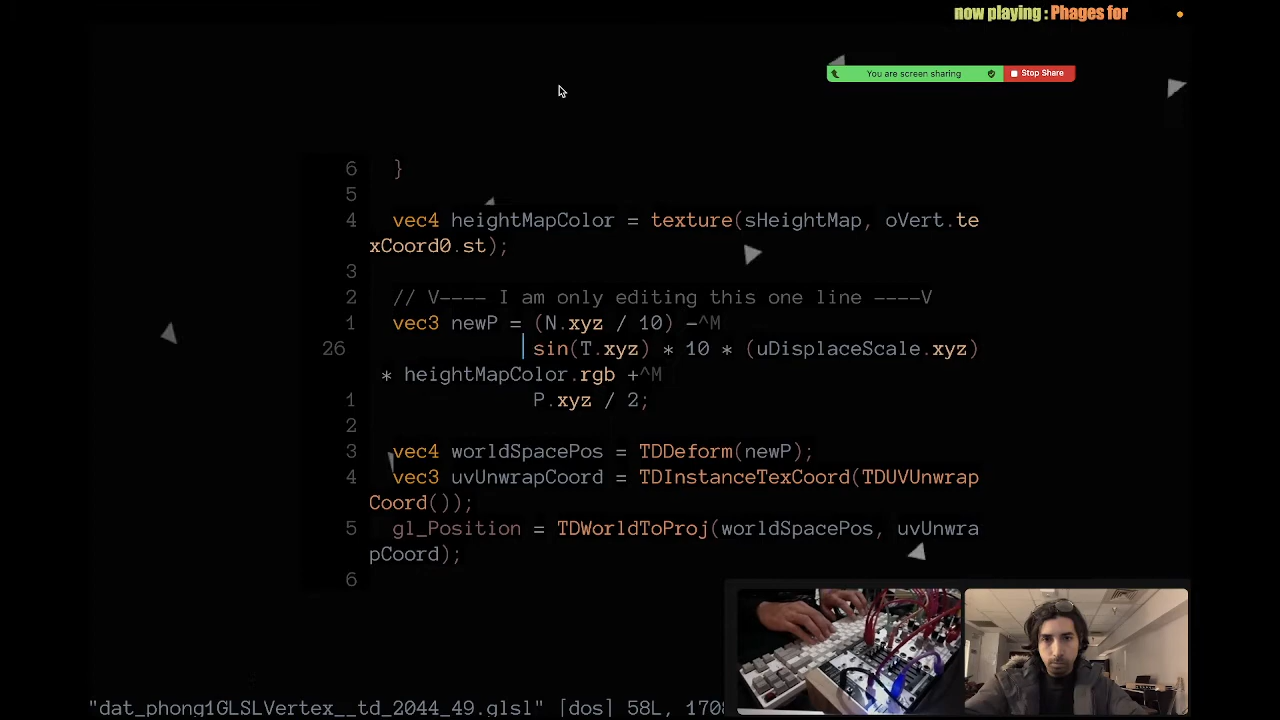 now playing : Phages for
You are screen sharing
Stop Share
6 }
5
4 vec4 heightMapColor = texture(sHeightMap, oVert.te
xCoord0.st);
3
2 // V---- I am only editing this one line ----V
1 vec3 newP = (N.xyz / 10) -^M
26 sin(T.xyz) * 10 * (uDisplaceScale.xyz)
* heightMapColor.rgb +^M
1 P.xyz / 2;
2
3 vec4 worldSpacePos = TDDeform(newP);
4 vec3 uvUnwrapCoord = TDInstanceTexCoord(TDUVUnwrap
Coord());
5 gl_Position = TDWorldToProj(worldSpacePos, uvUnwra
pCoord);
6
"dat_phong1GLSLVertex__td_2044_49.glsl" [dos] 58L, 1708